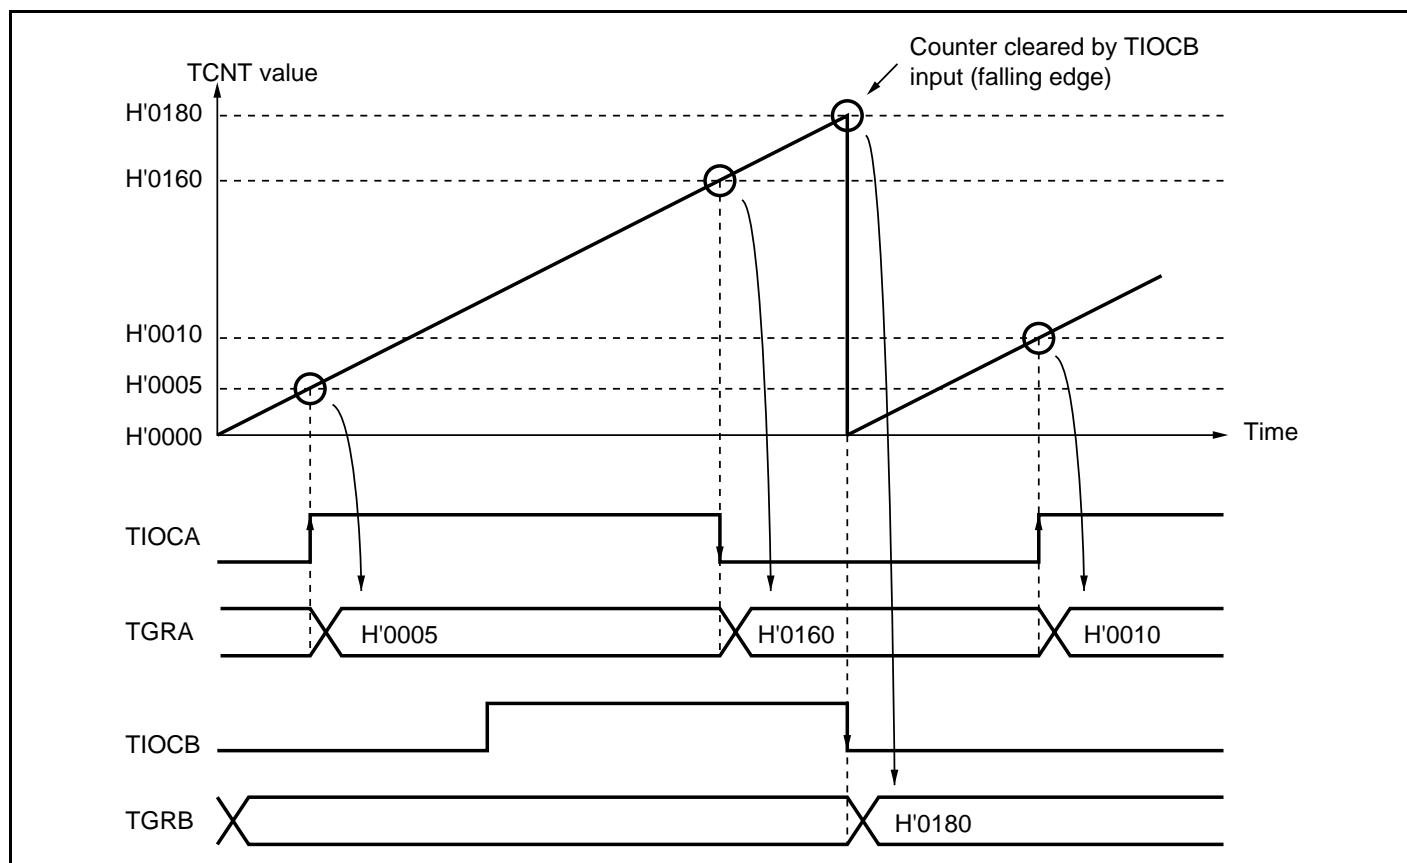 Counter cleared by TIOCB
input (falling edge)
TCNT value
H'0180
H'0160
H'0010
H'0005
H'0000
Time
TIOCA
TGRA
H'0005
H'0160
H'0010
TIOCB
TGRB
H'0180